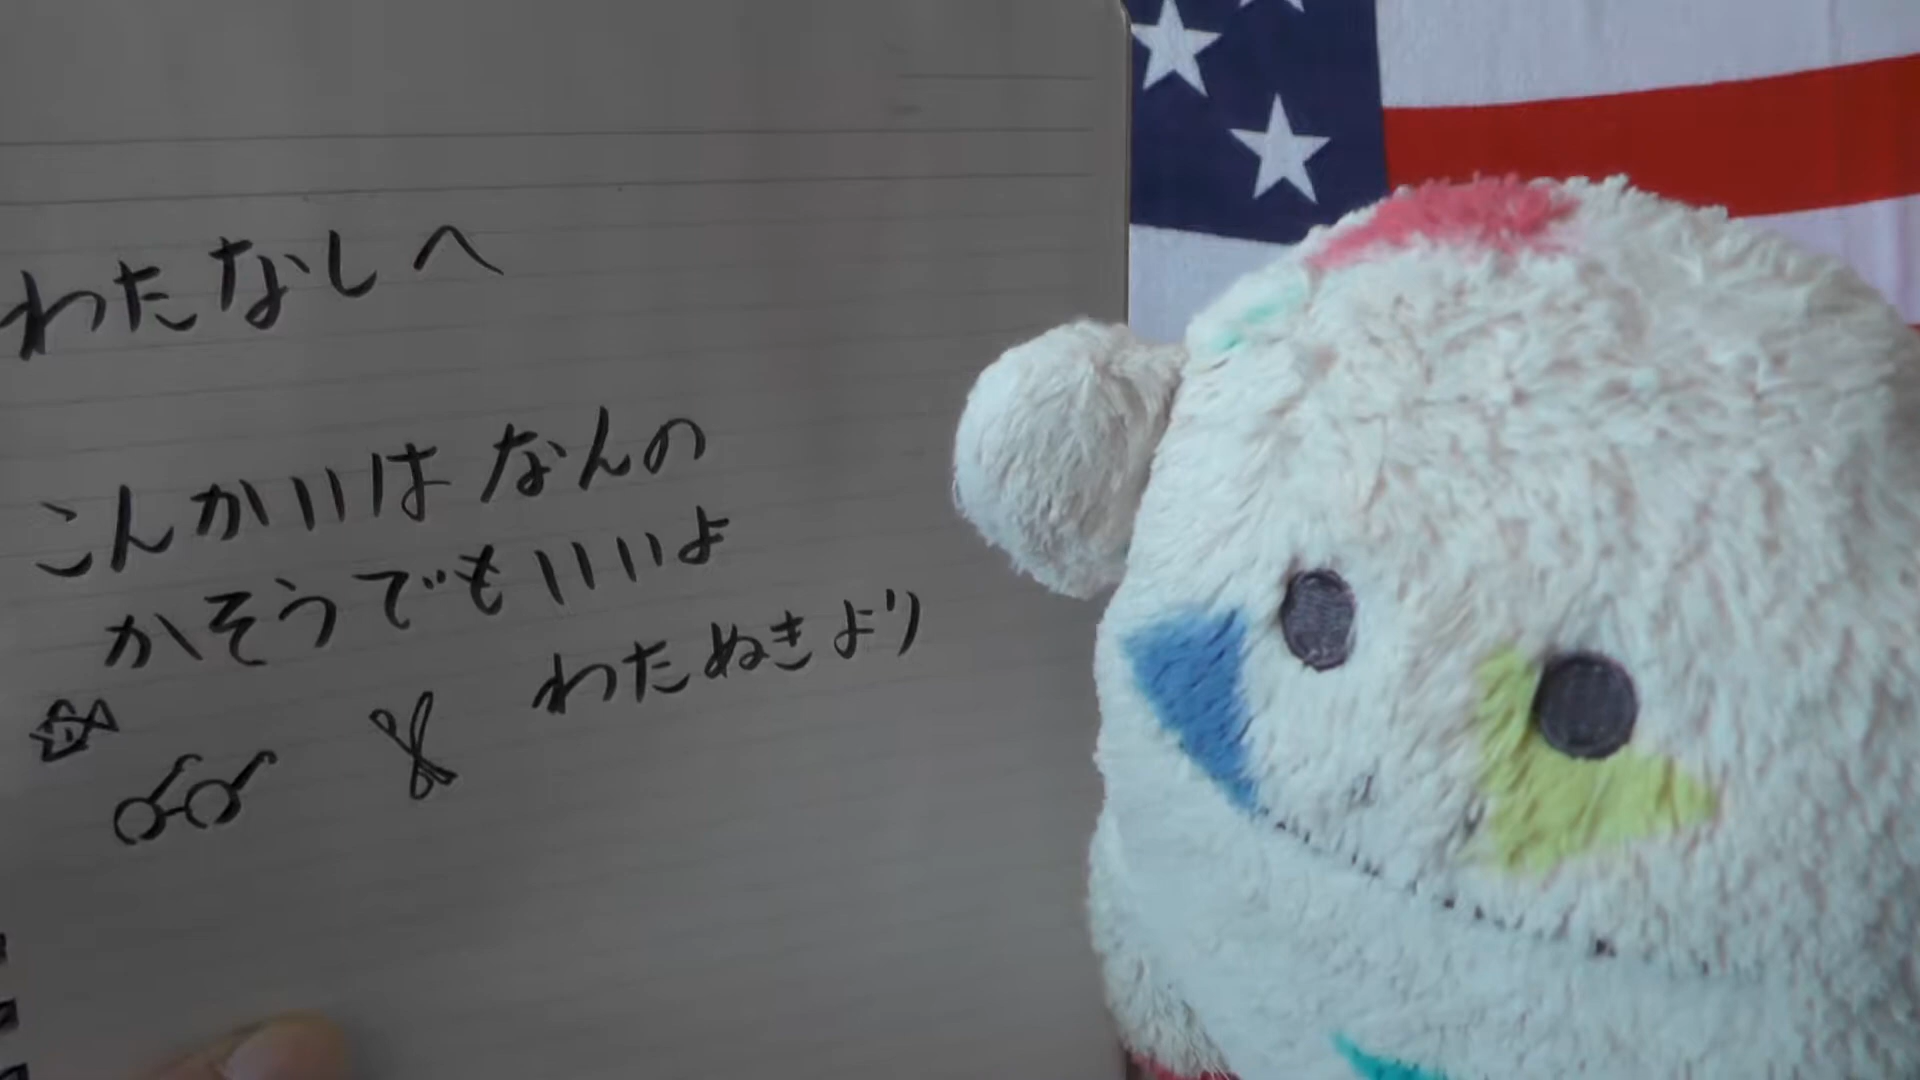 わたなしへ
こんかいはなんの
かそうでもいいよ
わたぬきより